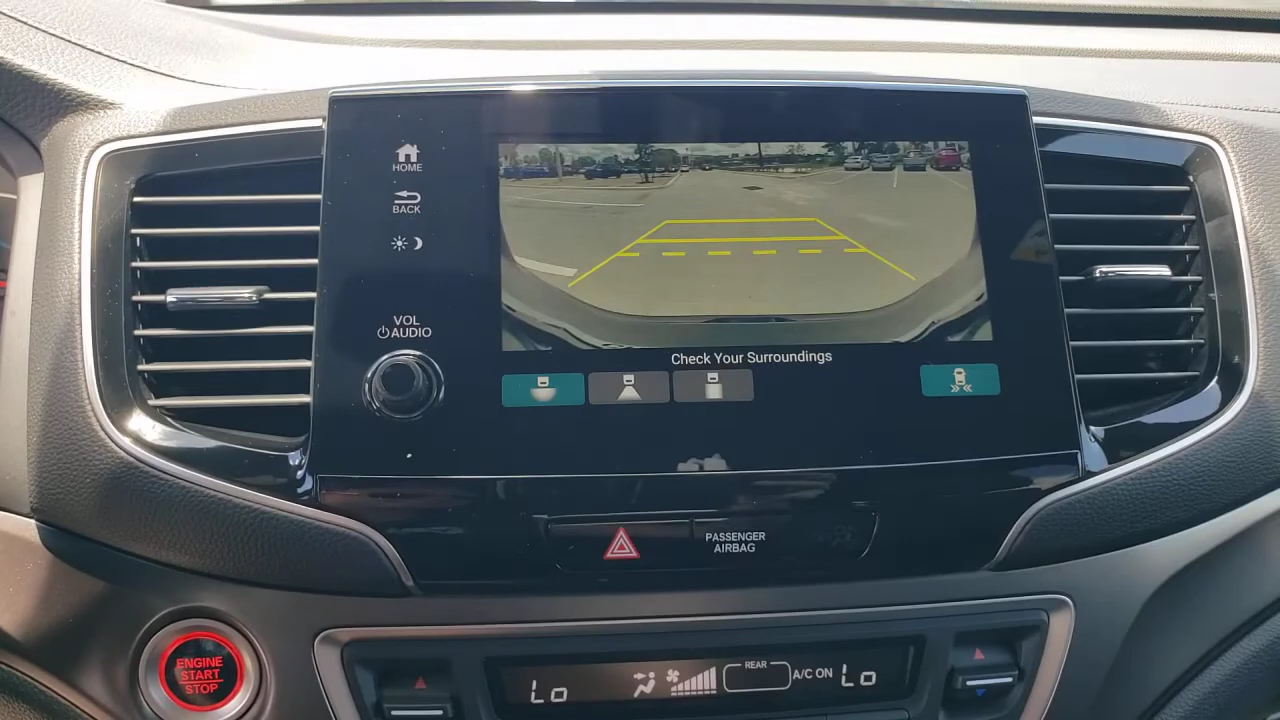 HOME
BACK
VOL
AUDIO
Check Your Surroundings
PASSENGER
AIRBAG
ENGINE
START
STOP
Lo
REAR
A/C ON
Lo